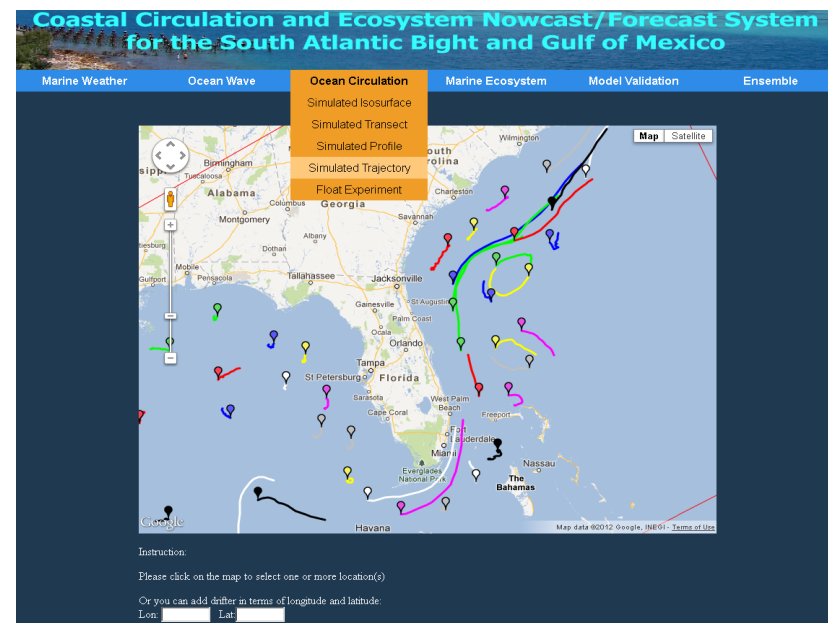 Coastal Circulation and Ecosystem Nowcast/Forecast System
for the South Atlantic Bight and Gulf of Mexico
Marine Weather Ocean Wave Ocean Circulation Marine Ecosystem Model Validation Ensemble
Simulated Isosurface
Simulated Transect
Simulated Profile
Simulated Trajectory
Float Experiment
Map Satellite
Wilmington
Birmingham
Tuscaloosa
Alabama
Columbus
Georgia
Charleston
Montgomery
Savannah
Albany
Dothan
Mobile
Gulfport
Pensacola
Tallahassee
Jacksonville
Gainesville
St Augustin
Palm Coast
Ocala
Orlando
Tampa
St Petersburg
Florida
Sarasota
West Palm
Beach
Cape Coral
Freeport
Fort
Lauderdale
Miami
Everglades
National Park
Nassau
The
Bahamas
Google
Havana
Map data ©2012 Google, INEGI - Terms of Use
Instruction:
Please click on the map to select one or more location(s)
Or you can add drifter in terms of longitude and latitude:
Lon: Lat: